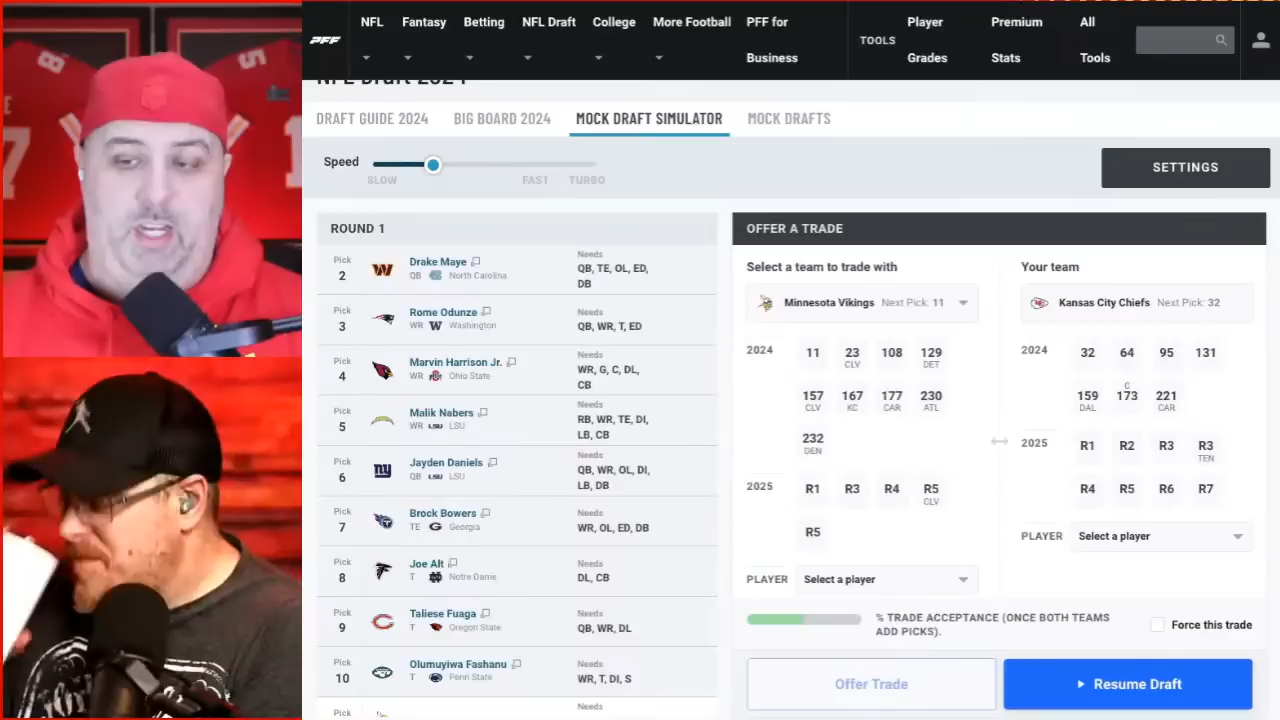 NFL
Fantasy
Betting
NFL Draft
College
More Football
PFF for
Business
TOOLS
Player
Grades
Premium
Stats
All
Tools
PFF
DRAFT GUIDE 2024
BIG BOARD 2024
MOCK DRAFT SIMULATOR
MOCK DRAFTS
Speed
SLOW
FAST
TURBO
SETTINGS
ROUND 1
Pick
2
Drake Maye
QB North Carolina
Needs
QB, TE, OL, ED,
DB
Pick
3
Rome Odunze
WR Washington
Needs
QB, WR, T, ED
Pick
4
Marvin Harrison Jr.
WR Ohio State
Needs
WR, G, C, DL,
CB
Pick
5
Malik Nabers
WR LSU LSU
Needs
RB, WR, TE, DI,
LB, CB
Pick
6
ny
Jayden Daniels
QB LSU LSU
Needs
QB, WR, OL, DI,
LB, DB
Pick
7
Brock Bowers
TE G Georgia
Needs
WR, OL, ED, DB
Pick
8
Joe Alt
T Notre Dame
Needs
DL, CB
Pick
9
Taliese Fuaga
T Oregon State
Needs
QB, WR, DL
Pick
10
Olumuyiwa Fashanu
T Penn State
Needs
WR, T, DI, S
Pick
Needs
OFFER A TRADE
Select a team to trade with
Minnesota Vikings Next Pick: 11
2024
11
23
CLV
108
129
DET
157
CLV
167
KC
177
CAR
230
ATL
232
DEN
2025
R1
R3
R4
R5
CLV
R5
PLAYER
Select a player
Your team
Kansas City Chiefs Next Pick: 32
2024
32
64
95
131
159
DAL
C
173
221
CAR
2025
R1
R2
R3
R3
TEN
R4
R5
R6
R7
PLAYER
Select a player
% TRADE ACCEPTANCE (ONCE BOTH TEAMS
ADD PICKS).
Force this trade
Offer Trade
Resume Draft